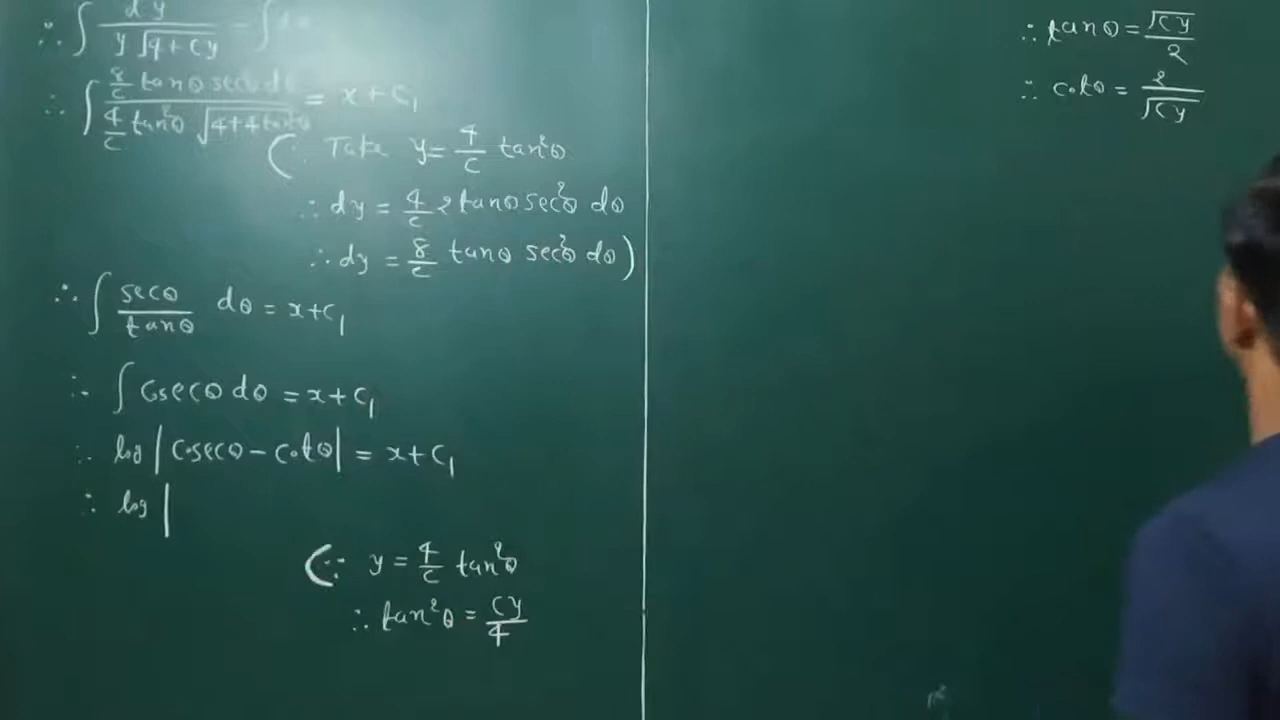 ∴ ∫ dy / y√(4+cy) = ∫ dx
∴ ∫ (8/c tanθ sec²θ dθ) / (4/c tan²θ √(4+4tan²θ)) = x + c₁
(∵ Take y = 4/c tan²θ
∴ dy = 4/c 2tanθ sec²θ dθ
∴ dy = 8/c tanθ sec²θ dθ)
∴ ∫ secθ/tanθ dθ = x+c₁
∴ ∫ cosecθ dθ = x+c₁
∴ log|cosecθ - cotθ| = x+c₁
∴ log|
(∵ y = 4/c tan²θ
∴ tan²θ = cy/4
∴ tanθ = √cy/2
∴ cotθ = 2/√cy